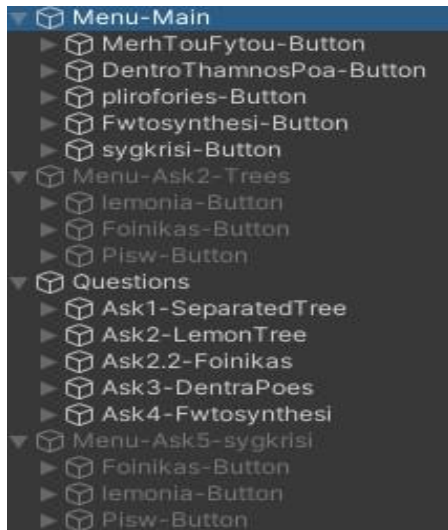 Menu-Main
MerhTouFytou-Button
DentroThamnosPoa-Button
plirofories-Button
Fwtosynthesi-Button
sygkrisi-Button
Menu-Ask2-Trees
lemonia-Button
Foinikas-Button
Pisw-Button
Questions
Ask1-SeparatedTree
Ask2-LemonTree
Ask2.2-Foinikas
Ask3-DentraPoes
Ask4-Fwtosynthesi
Menu-Ask5-sygkrisi
Foinikas-Button
lemonia-Button
Pisw-Button